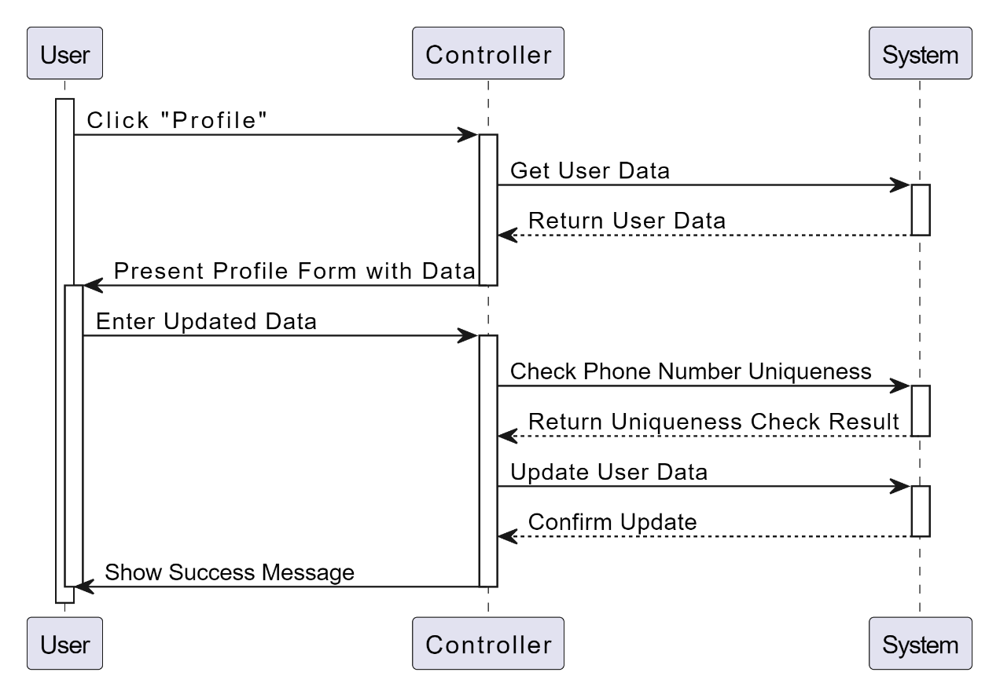 User
Controller
System
Click "Profile"
Get User Data
Return User Data
Present Profile Form with Data
Enter Updated Data
Check Phone Number Uniqueness
Return Uniqueness Check Result
Update User Data
Confirm Update
Show Success Message
User
Controller
System